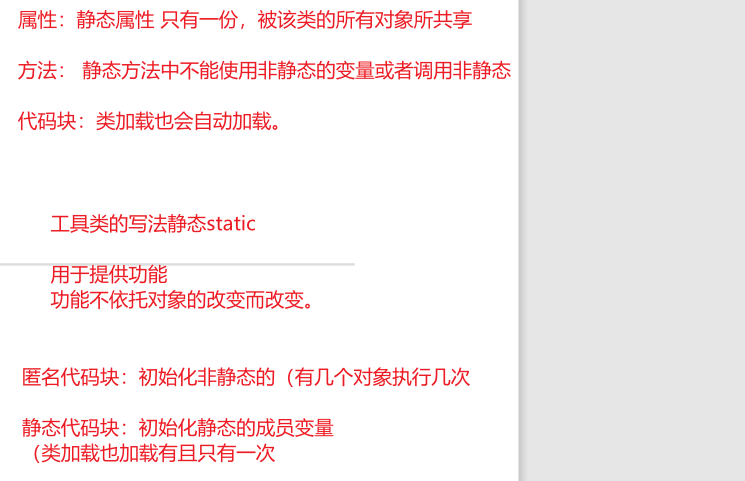 属性：静态属性 只有一份，被该类的所有对象所共享
方法： 静态方法中不能使用非静态的变量或者调用非静态
代码块：类加载也会自动加载。
工具类的写法静态static
用于提供功能
功能不依托对象的改变而改变。
匿名代码块：初始化非静态的（有几个对象执行几次
静态代码块：初始化静态的成员变量
（类加载也加载有且只有一次